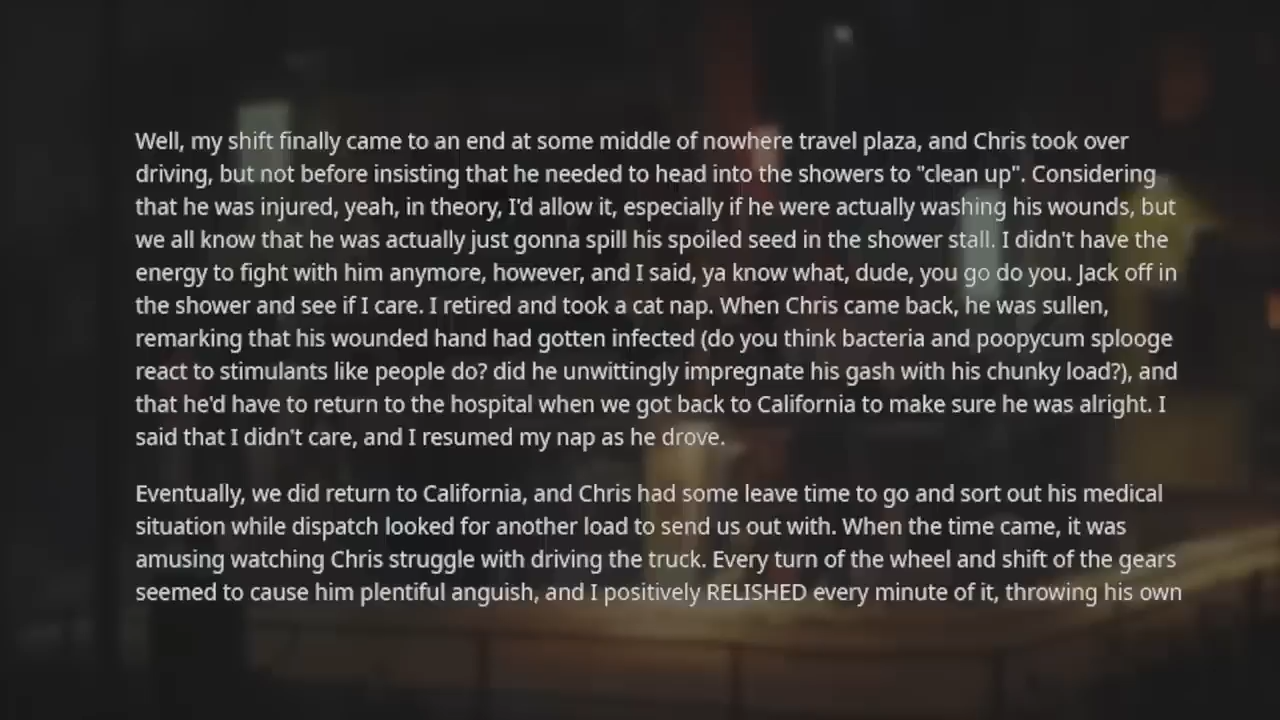 Well, my shift finally came to an end at some middle of nowhere travel plaza, and Chris took over
driving, but not before insisting that he needed to head into the showers to "clean up". Considering
that he was injured, yeah, in theory, I'd allow it, especially if he were actually washing his wounds, but
we all know that he was actually just gonna spill his spoiled seed in the shower stall. I didn't have the
energy to fight with him anymore, however, and I said, ya know what, dude, you go do you. Jack off in
the shower and see if I care. I retired and took a cat nap. When Chris came back, he was sullen,
remarking that his wounded hand had gotten infected (do you think bacteria and poopycum splooge
react to stimulants like people do? did he unwittingly impregnate his gash with his chunky load?), and
that he'd have to return to the hospital when we got back to California to make sure he was alright. I
said that I didn't care, and I resumed my nap as he drove.
Eventually, we did return to California, and Chris had some leave time to go and sort out his medical
situation while dispatch looked for another load to send us out with. When the time came, it was
amusing watching Chris struggle with driving the truck. Every turn of the wheel and shift of the gears
seemed to cause him plentiful anguish, and I positively RELISHED every minute of it, throwing his own